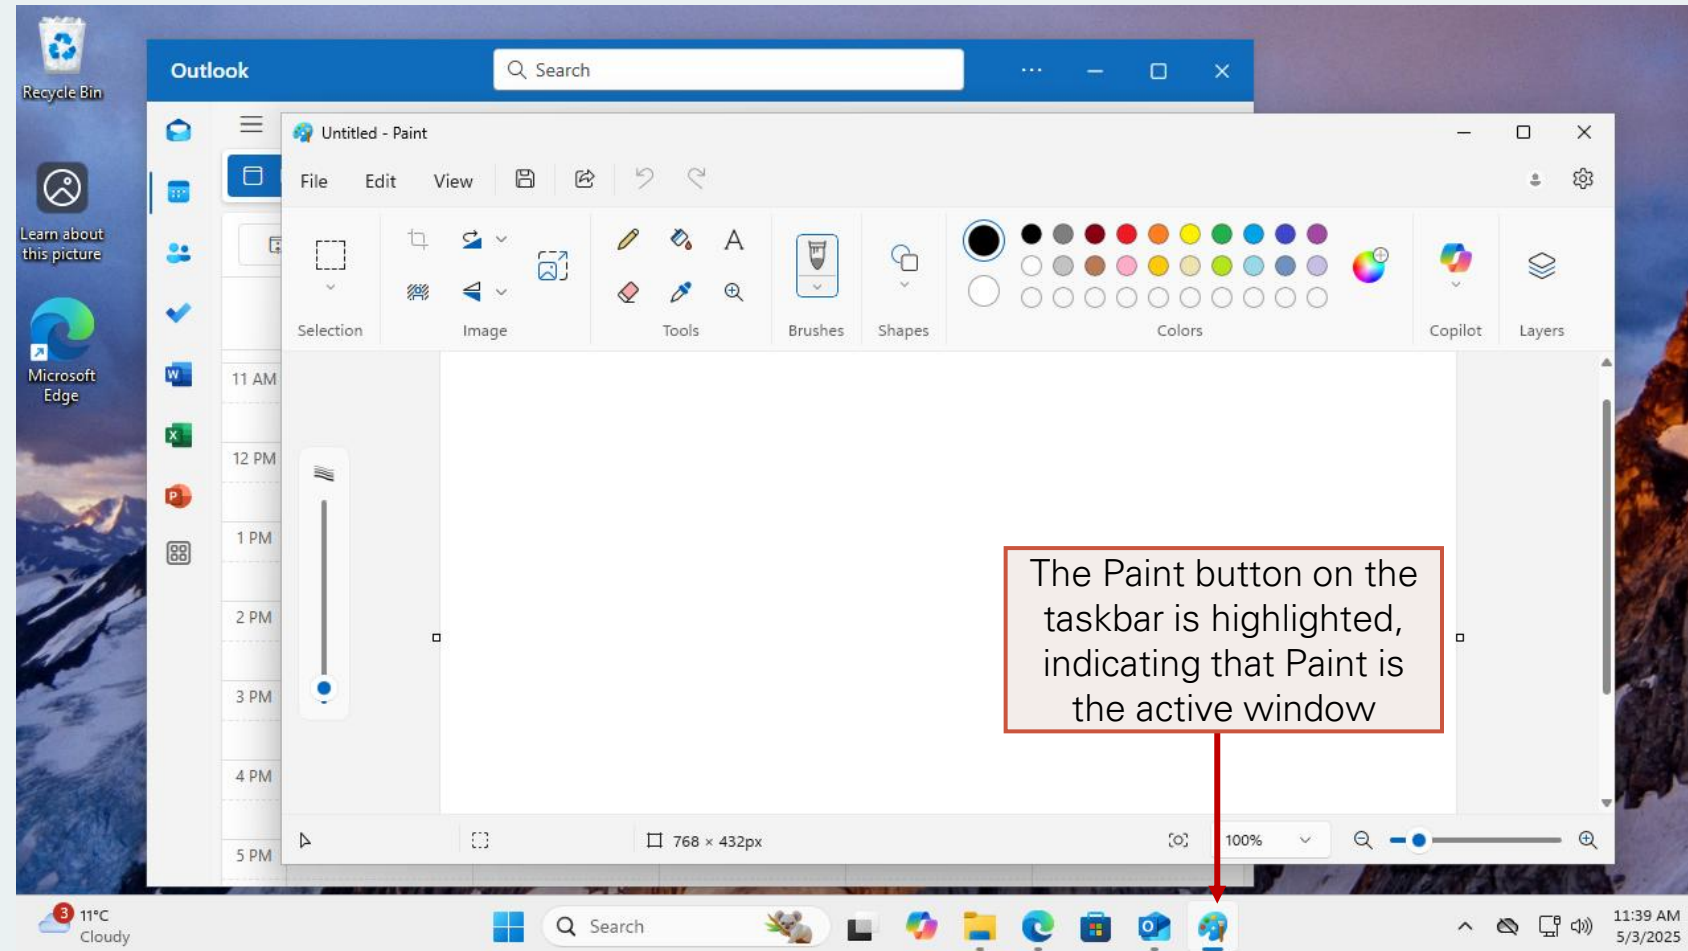 Recycle Bin
Learn about
this picture
Microsoft
Edge
Outlook
Search
Untitled - Paint
File Edit View
Selection Image Tools Brushes Shapes Colors Copilot Layers
11 AM
12 PM
1 PM
2 PM
3 PM
4 PM
5 PM
The Paint button on the
taskbar is highlighted,
indicating that Paint is
the active window
768 × 432px
100%
3
11°C
Cloudy
Search
11:39 AM
5/3/2025